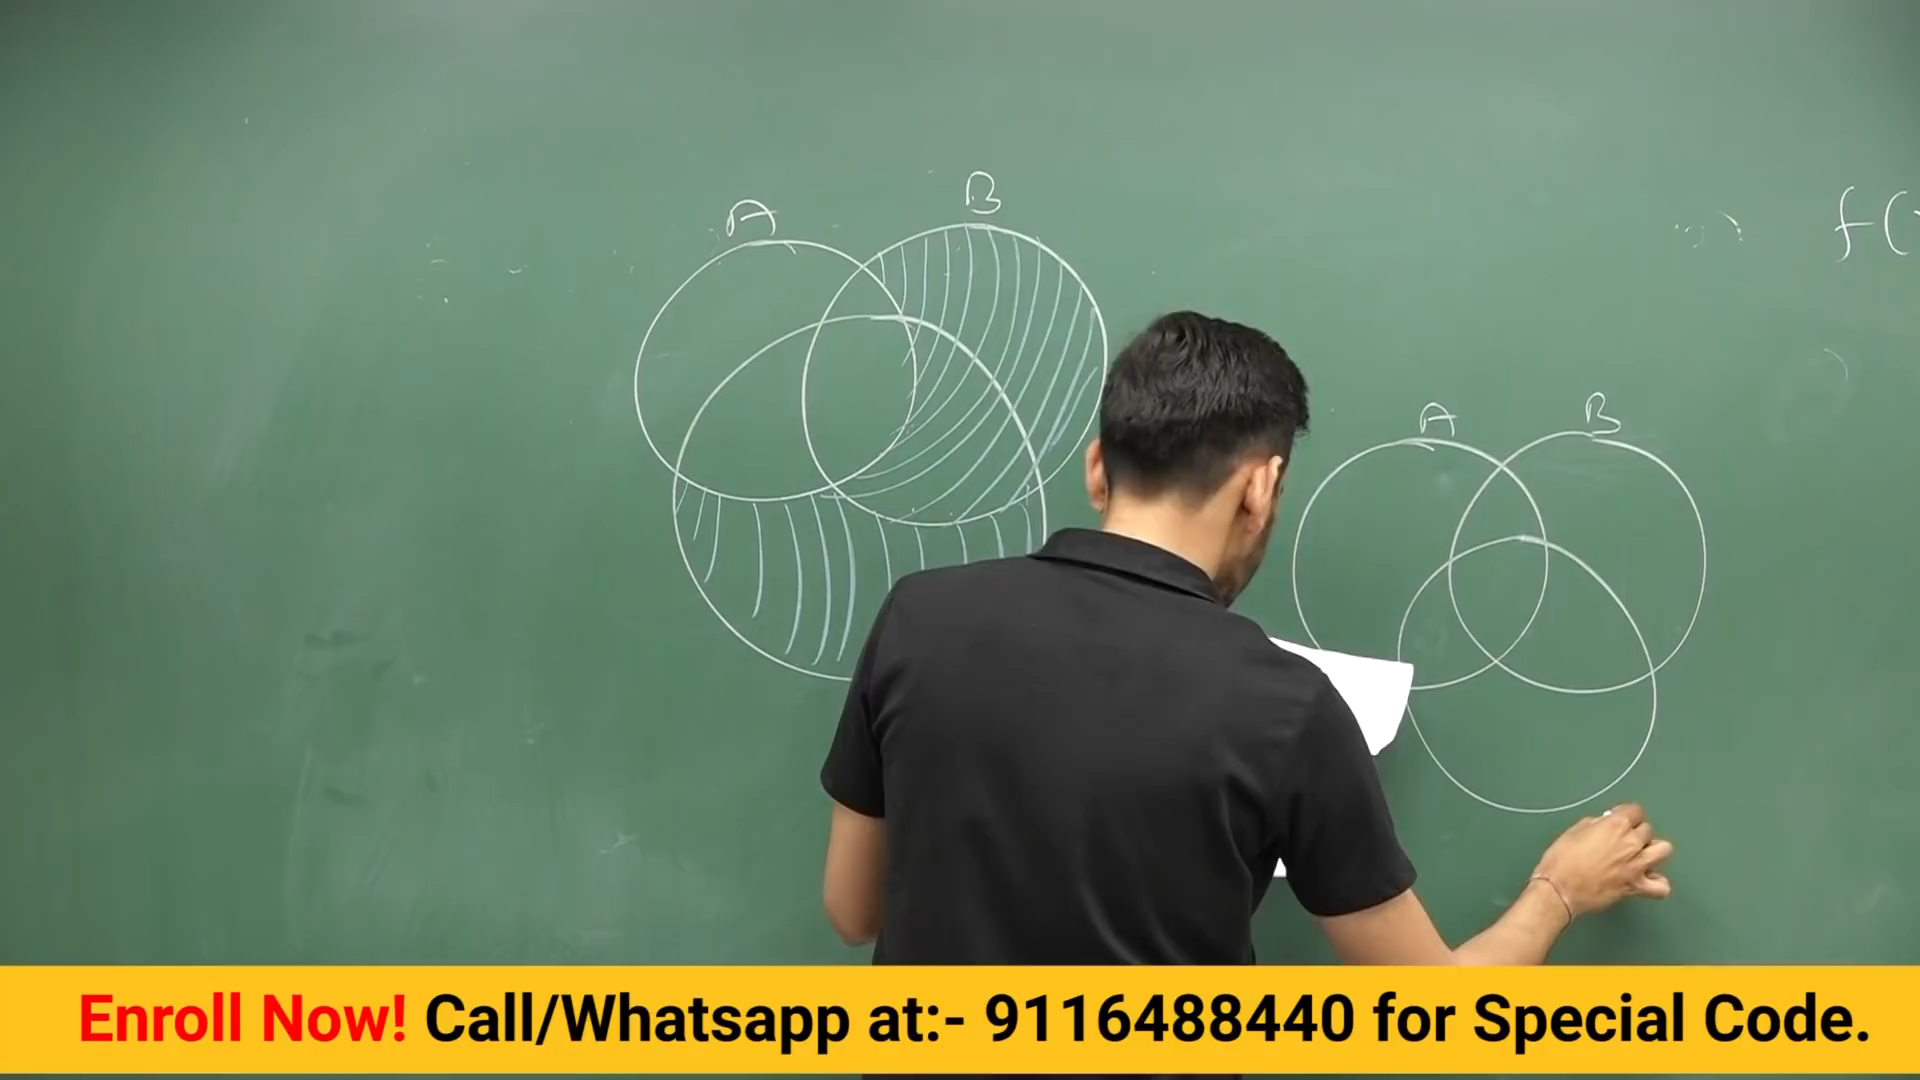 A B
f(
A B
Enroll Now! Call/Whatsapp at:- 9116488440 for Special Code.